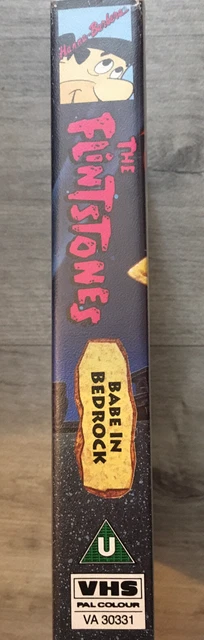 Hanna-Barbera
THE
FLINTSTONES
BABE IN
BEDROCK
U
VHS
PAL COLOUR
VA 30331